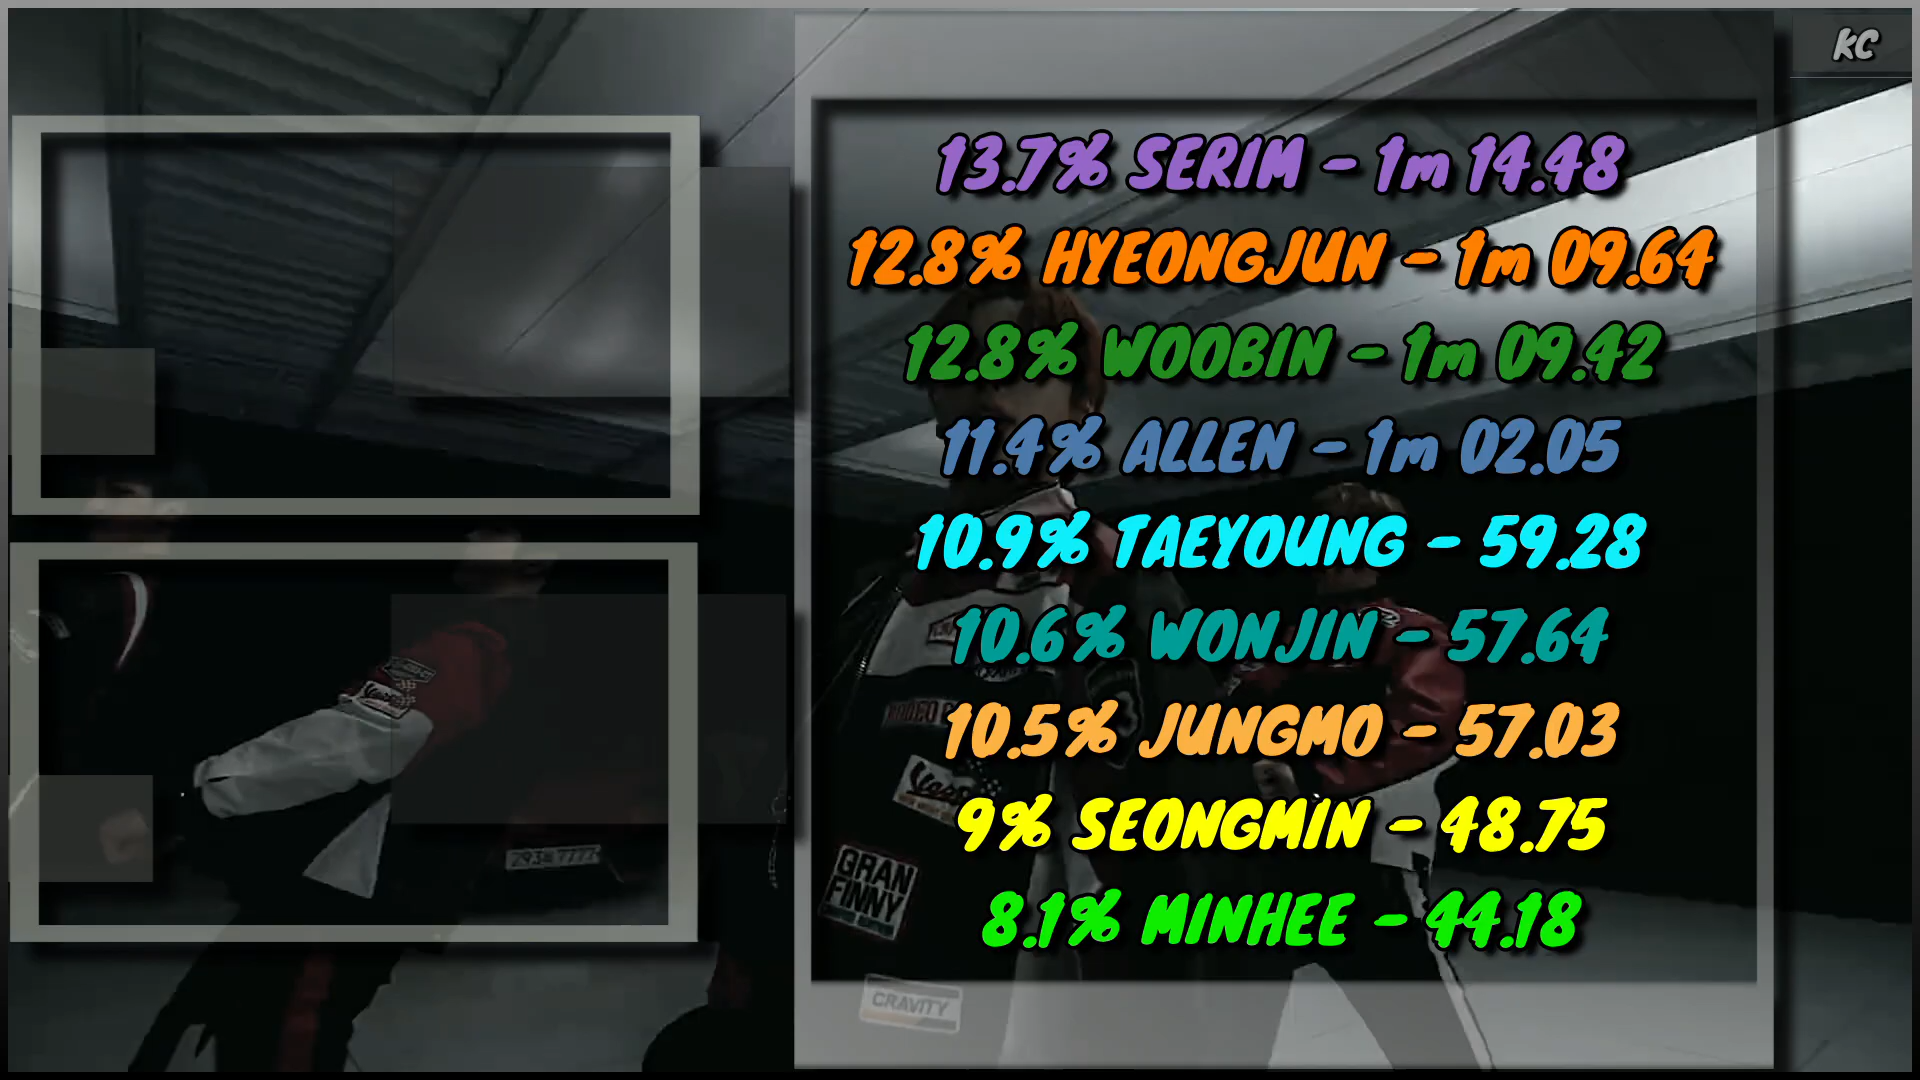 KC
13.7% SERIM - 1m 14.48
12.8% HYEONGJUN - 1m 09.64
12.8% WOOBIN - 1m 09.42
11.4% ALLEN - 1m 02.05
10.9% TAEYOUNG - 59.28
10.6% WONJIN - 57.64
10.5% JUNGMO - 57.03
9% SEONGMIN - 48.75
8.1% MINHEE - 44.18
GRAN
FINNY
CRAVITY